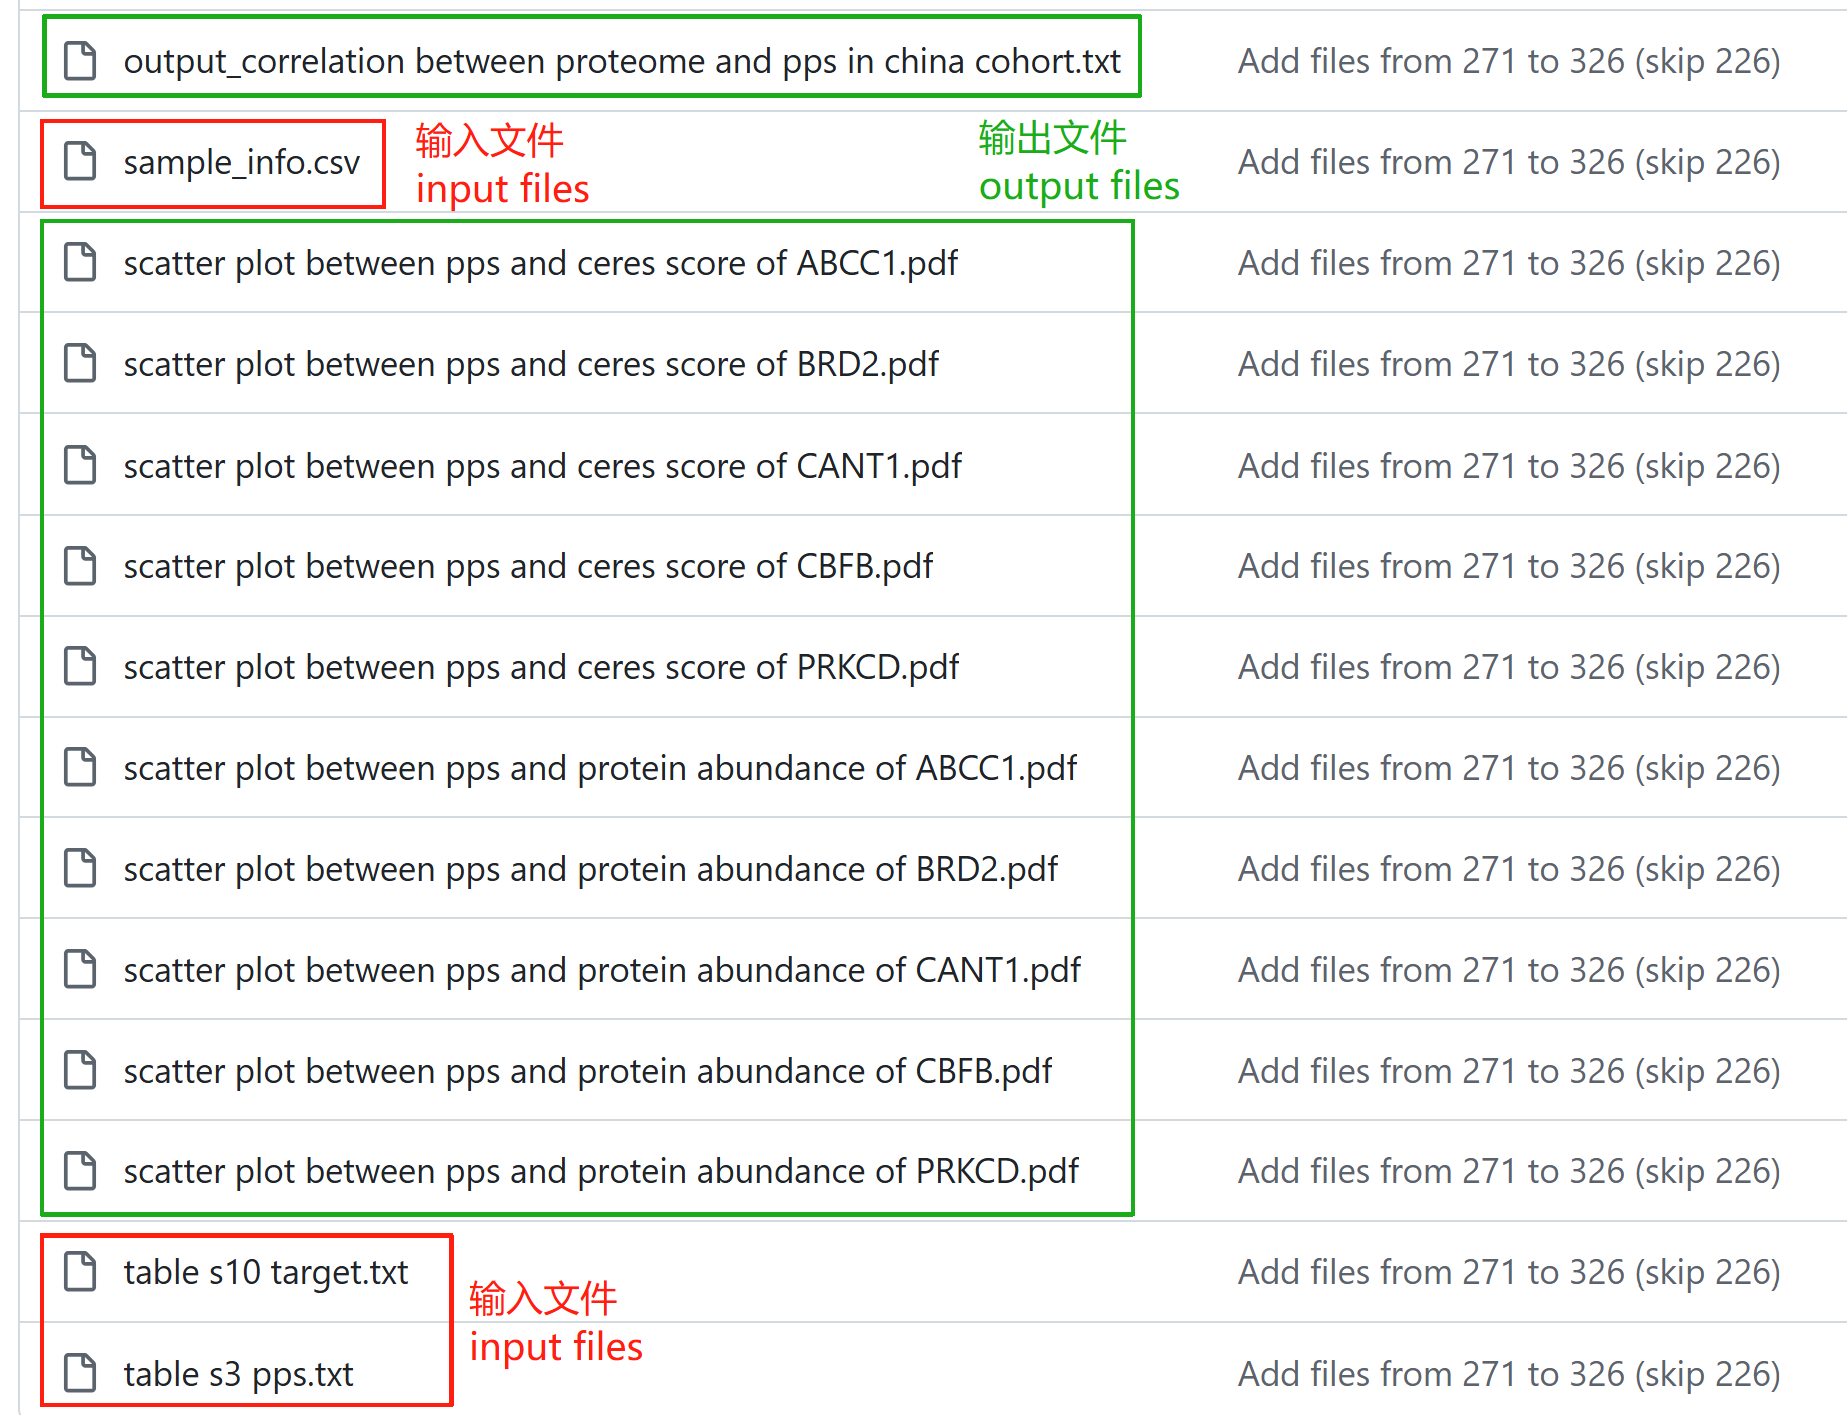 output_correlation between proteome and pps in china cohort.txt Add files from 271 to 326 (skip 226)
输入文件 输出文件
sample_info.csv Add files from 271 to 326 (skip 226)
input files output files
scatter plot between pps and ceres score of ABCC1.pdf Add files from 271 to 326 (skip 226)
scatter plot between pps and ceres score of BRD2.pdf Add files from 271 to 326 (skip 226)
scatter plot between pps and ceres score of CANT1.pdf Add files from 271 to 326 (skip 226)
scatter plot between pps and ceres score of CBFB.pdf Add files from 271 to 326 (skip 226)
scatter plot between pps and ceres score of PRKCD.pdf Add files from 271 to 326 (skip 226)
scatter plot between pps and protein abundance of ABCC1.pdf Add files from 271 to 326 (skip 226)
scatter plot between pps and protein abundance of BRD2.pdf Add files from 271 to 326 (skip 226)
scatter plot between pps and protein abundance of CANT1.pdf Add files from 271 to 326 (skip 226)
scatter plot between pps and protein abundance of CBFB.pdf Add files from 271 to 326 (skip 226)
scatter plot between pps and protein abundance of PRKCD.pdf Add files from 271 to 326 (skip 226)
table s10 target.txt Add files from 271 to 326 (skip 226)
输入文件
input files
table s3 pps.txt Add files from 271 to 326 (skip 226)